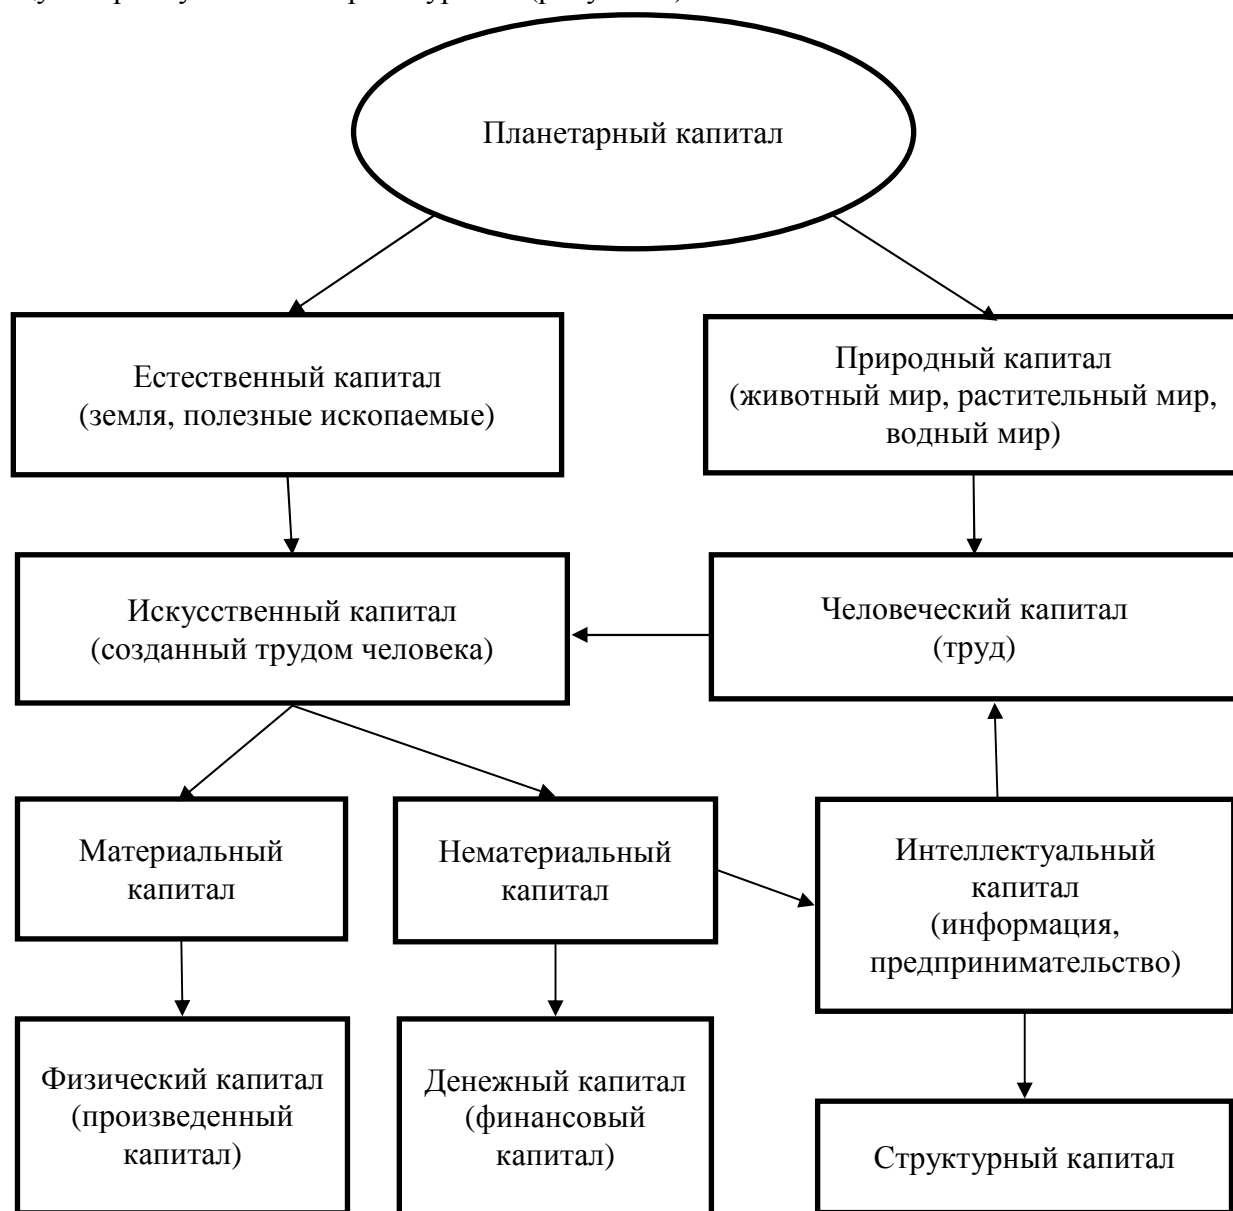 Планетарный капитал
Естественный капитал
(земля, полезные ископаемые)
Природный капитал
(животный мир, растительный мир,
водный мир)
Искусственный капитал
(созданный трудом человека)
Человеческий капитал
(труд)
Материальный
капитал
Нематериальный
капитал
Интеллектуальный
капитал
(информация,
предпринимательство)
Физический капитал
(произведенный
капитал)
Денежный капитал
(финансовый
капитал)
Структурный капитал